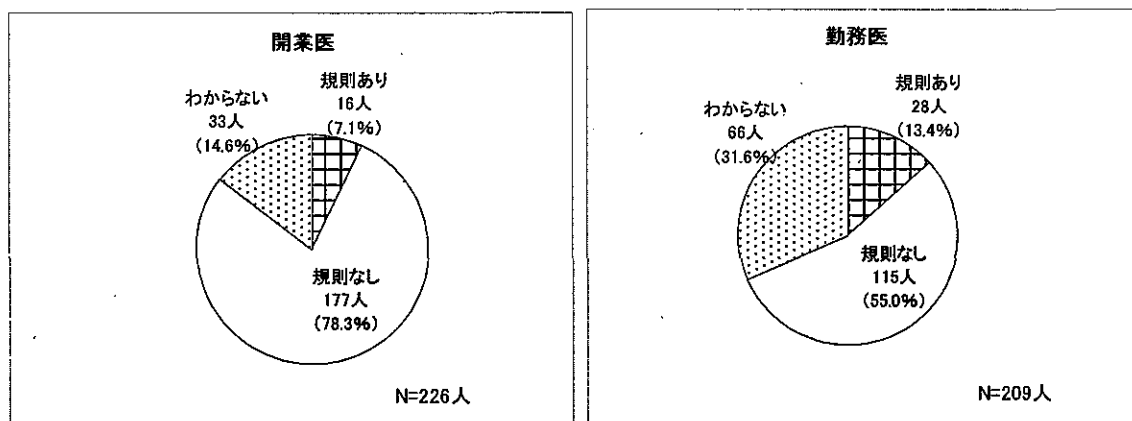 開業医
規則あり
16人
(7.1%)
わからない
33人
(14.6%)
規則なし
177人
(78.3%)
N=226人
勤務医
規則あり
28人
(13.4%)
わからない
66人
(31.6%)
規則なし
115人
(55.0%)
N=209人